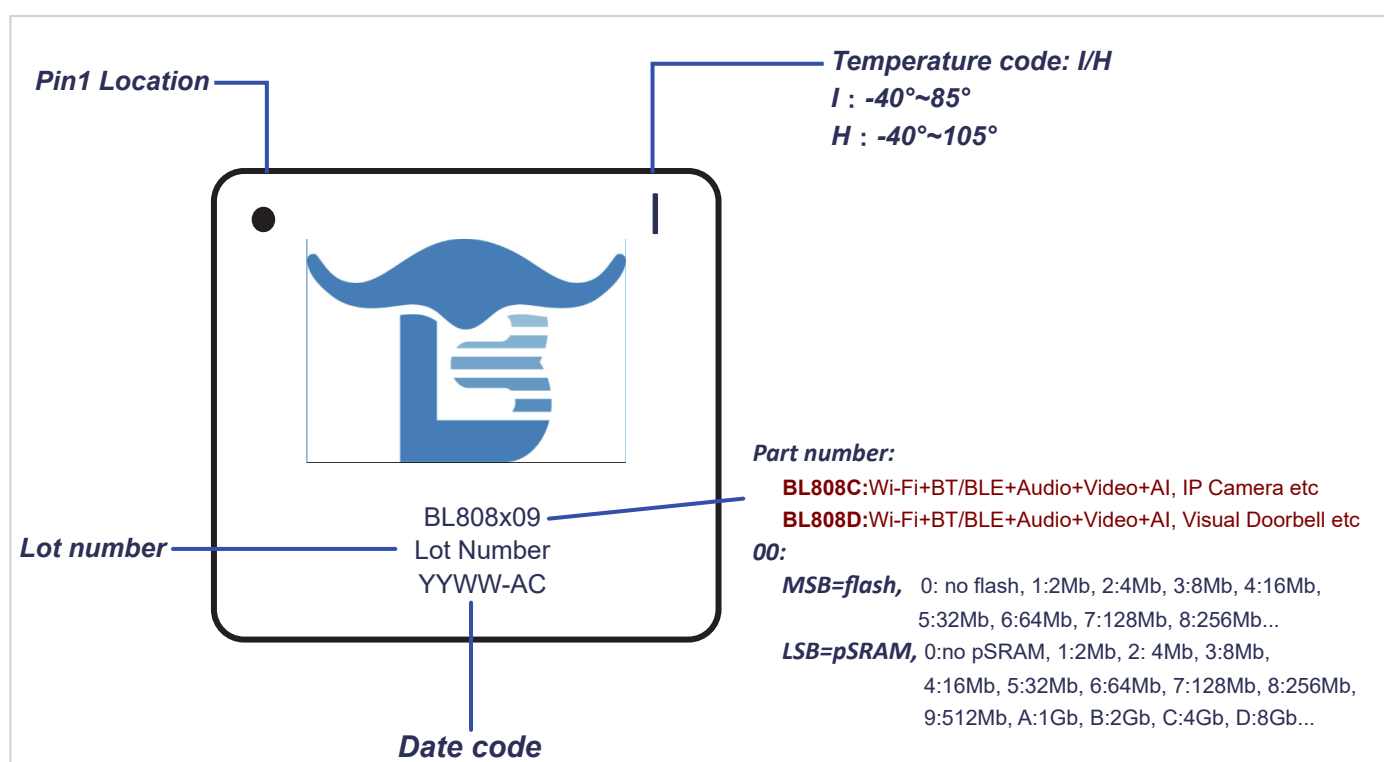 Pin1 Location
Temperature code: I/H
I : -40°~85°
H : -40°~105°
I
BL808x09
Lot Number
YYWW-AC
Lot number
Date code
Part number:
BL808C:Wi-Fi+BT/BLE+Audio+Video+AI, IP Camera etc
BL808D:Wi-Fi+BT/BLE+Audio+Video+AI, Visual Doorbell etc
00:
MSB=flash, 0: no flash, 1:2Mb, 2:4Mb, 3:8Mb, 4:16Mb,
5:32Mb, 6:64Mb, 7:128Mb, 8:256Mb...
LSB=pSRAM, 0:no pSRAM, 1:2Mb, 2: 4Mb, 3:8Mb,
4:16Mb, 5:32Mb, 6:64Mb, 7:128Mb, 8:256Mb,
9:512Mb, A:1Gb, B:2Gb, C:4Gb, D:8Gb...